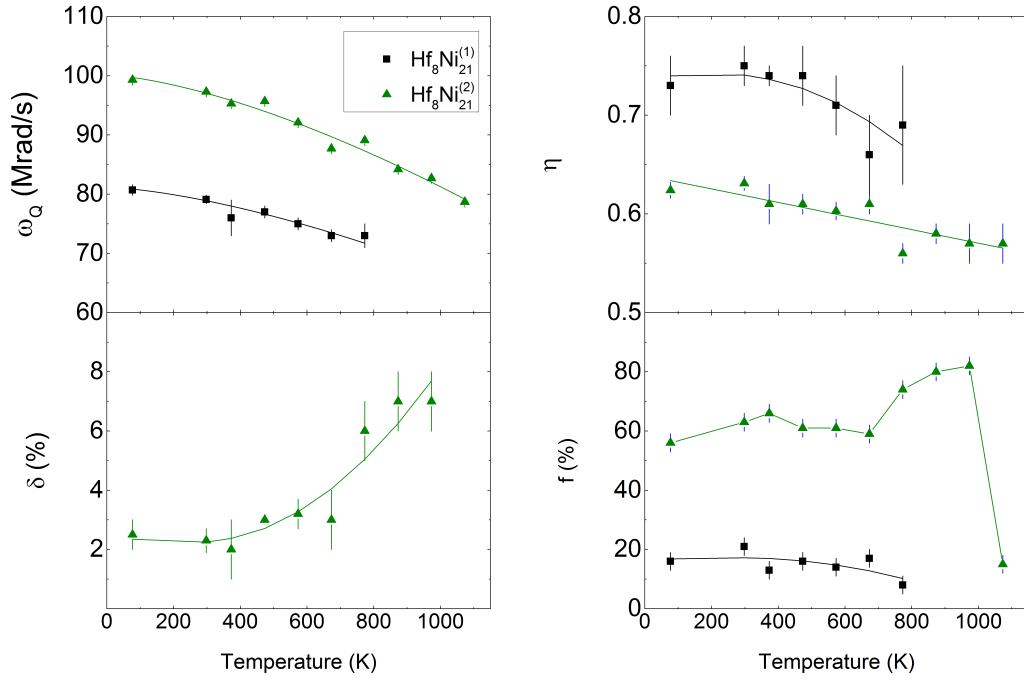 110
100
90
80
70
60
ω_Q (Mrad/s)
Hf₈Ni₂₁⁽¹⁾
Hf₈Ni₂₁⁽²⁾
0.8
0.7
0.6
0.5
η
8
6
4
2
δ (%)
0 200 400 600 800 1000
Temperature (K)
80
60
40
20
0
f (%)
0 200 400 600 800 1000
Temperature (K)